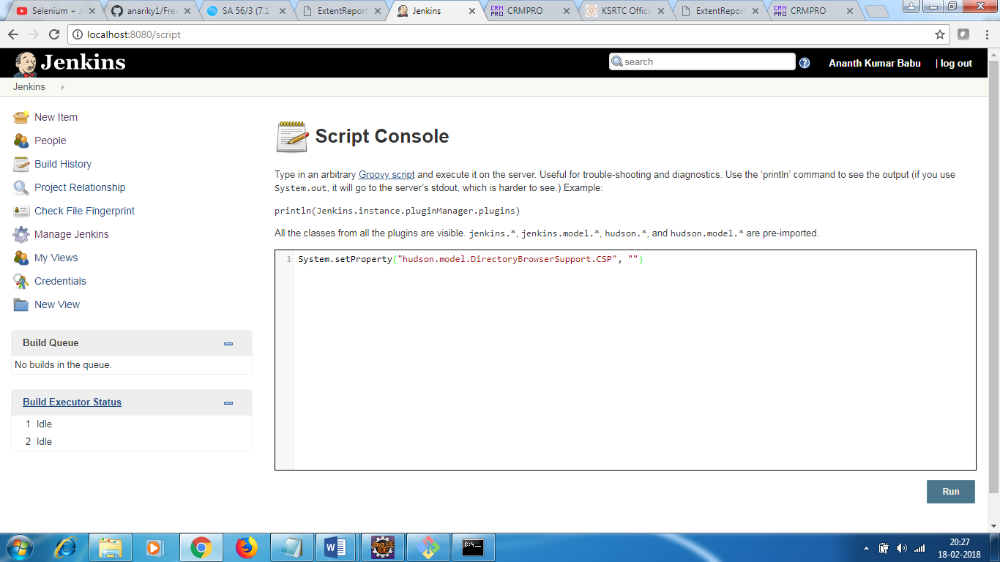 Selenium +
anariky1/Fre
SA 56/3 (7.1
ExtentReport
Jenkins
CRMPRO
KSRTC Offici
ExtentReport
CRMPRO
localhost:8080/script
Jenkins
search
Ananth Kumar Babu
| log out
Jenkins
New Item
People
Build History
Project Relationship
Check File Fingerprint
Manage Jenkins
My Views
Credentials
New View
Build Queue
No builds in the queue.
Build Executor Status
1 Idle
2 Idle
Script Console
Type in an arbitrary Groovy script and execute it on the server. Useful for trouble-shooting and diagnostics. Use the ‘println’ command to see the output (if you use
System.out, it will go to the server’s stdout, which is harder to see.) Example:
println(Jenkins.instance.pluginManager.plugins)
All the classes from all the plugins are visible. jenkins.*, jenkins.model.*, hudson.*, and hudson.model.* are pre-imported.
1 System.setProperty("hudson.model.DirectoryBrowserSupport.CSP", "")
Run
Java EE
IDE
C:\._
20:27
18-02-2018